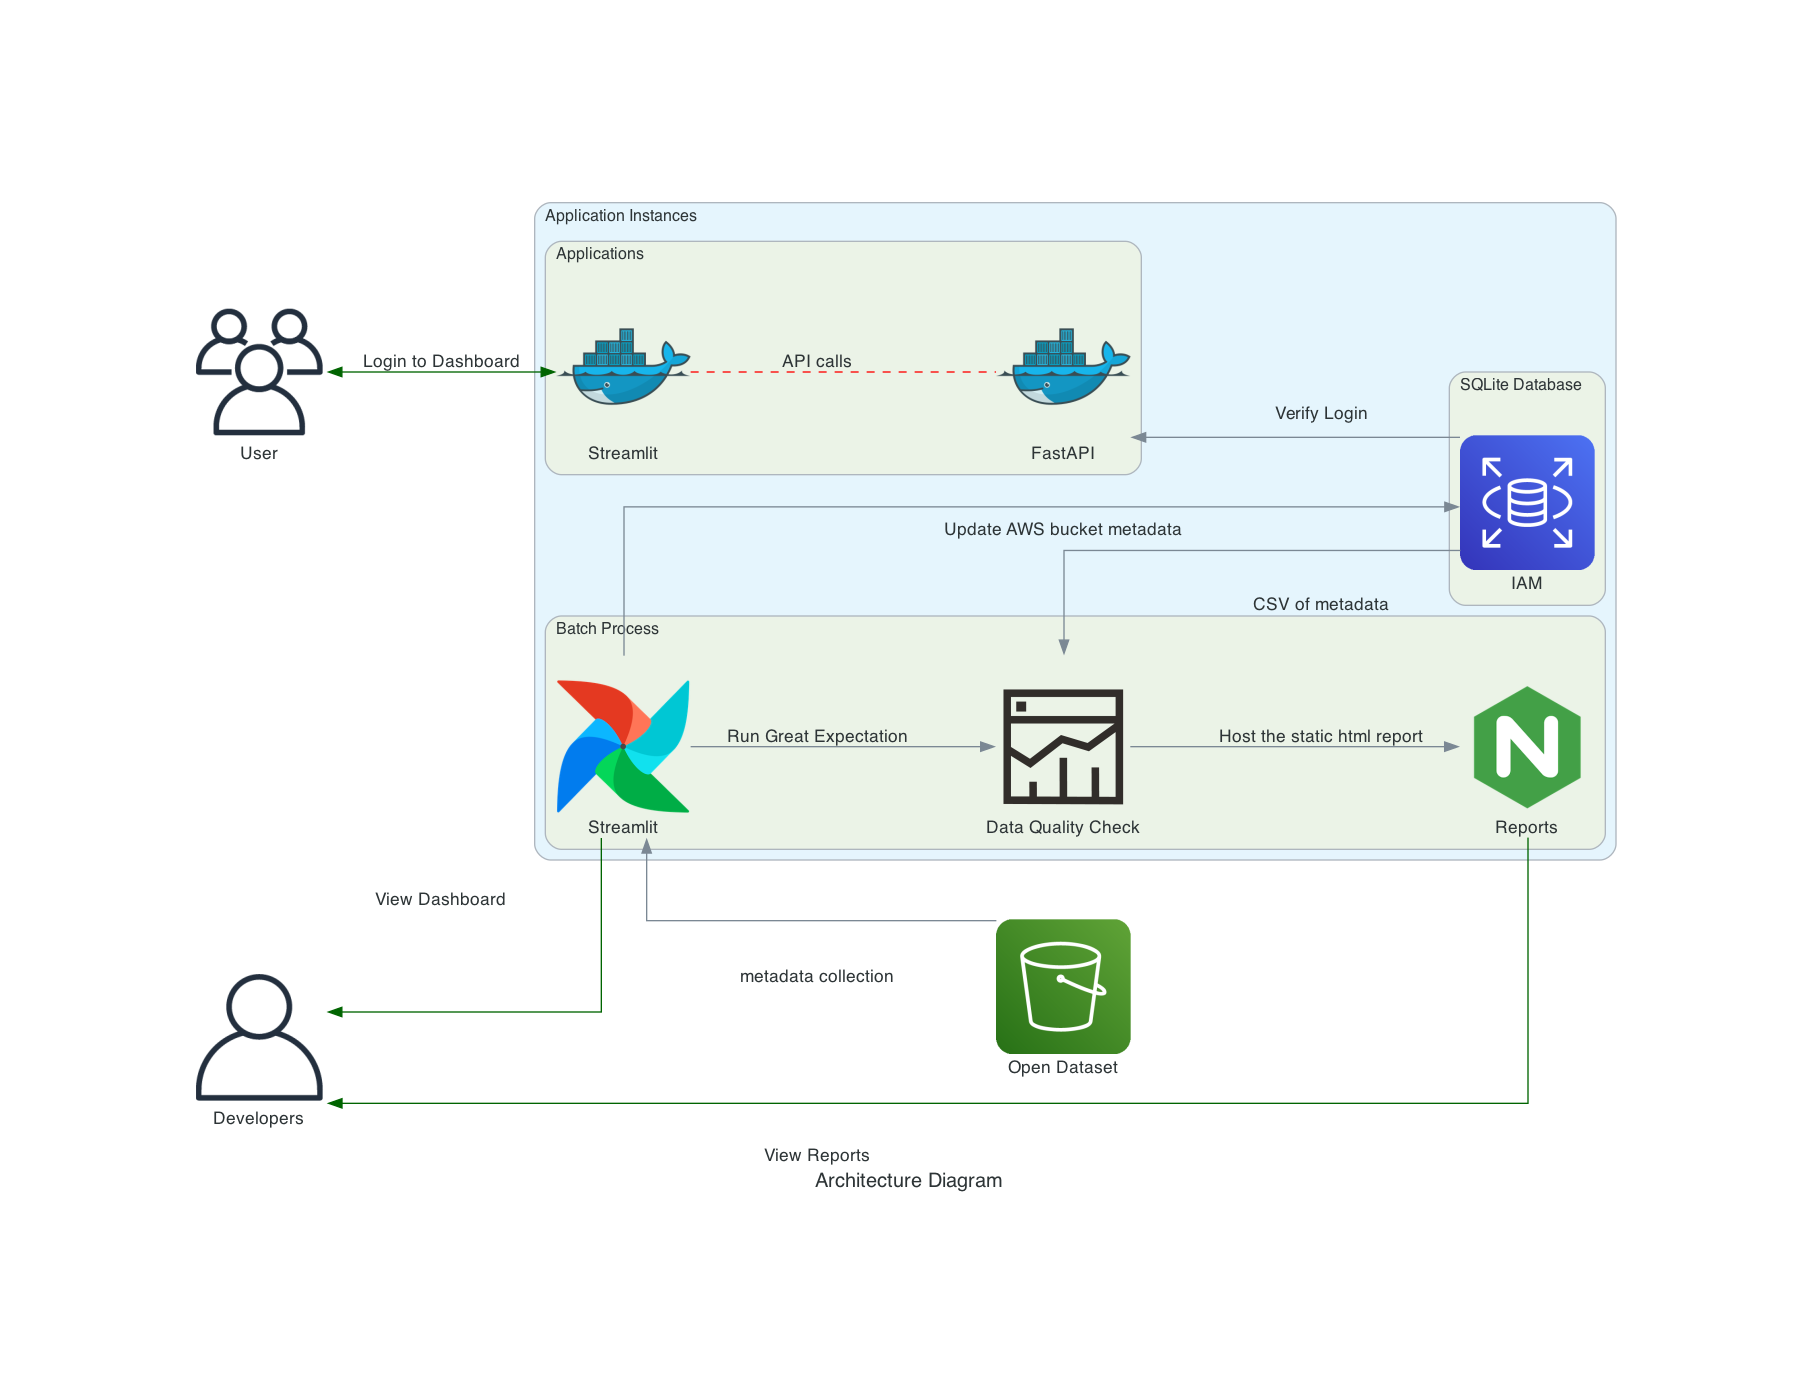 Application Instances
Applications
Login to Dashboard
API calls
User
Streamlit
FastAPI
SQLite Database
Verify Login
IAM
Update AWS bucket metadata
CSV of metadata
Batch Process
Run Great Expectation
Host the static html report
Streamlit
Data Quality Check
Reports
View Dashboard
metadata collection
Open Dataset
Developers
View Reports
Architecture Diagram